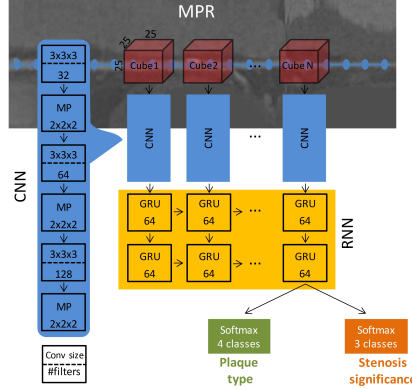 MPR
25
25
25
Cube1
Cube2
...
Cube N
CNN
3x3x3
32
MP
2x2x2
3x3x3
64
MP
2x2x2
3x3x3
128
MP
2x2x2
Conv size
#filters
CNN
CNN
...
CNN
RNN
GRU
64
GRU
64
...
GRU
64
GRU
64
GRU
64
...
GRU
64
Softmax
4 classes
Plaque
type
Softmax
3 classes
Stenosis
significance